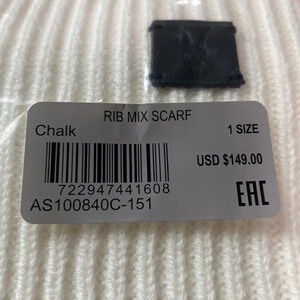 RIB MIX SCARF
Chalk
1 SIZE
USD $149.00
722947441608
AS100840C-151
EAC